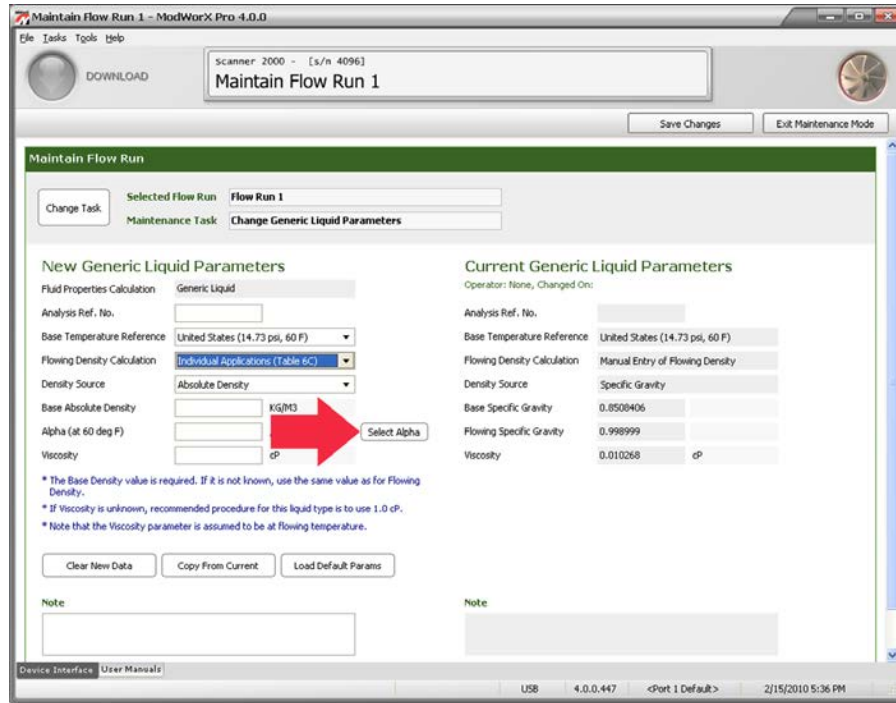 Maintain Flow Run 1 - ModWorX Pro 4.0.0
File Tasks Tools Help
DOWNLOAD
Scanner 2000 - [s/n 4096]
Maintain Flow Run 1
Save Changes
Exit Maintenance Mode
Maintain Flow Run
Change Task
Selected Flow Run Flow Run 1
Maintenance Task Change Generic Liquid Parameters
New Generic Liquid Parameters
Fluid Properties Calculation Generic Liquid
Analysis Ref. No.
Base Temperature Reference United States (14.73 psi, 60 F)
Flowing Density Calculation Individual Applications (Table 6C)
Density Source Absolute Density
Base Absolute Density KG/M3
Alpha (at 60 deg F) Select Alpha
Viscosity cP
* The Base Density value is required. If it is not known, use the same value as for Flowing
Density.
* If Viscosity is unknown, recommended procedure for this liquid type is to use 1.0 cP.
* Note that the Viscosity parameter is assumed to be at flowing temperature.
Clear New Data
Copy From Current
Load Default Params
Note
Current Generic Liquid Parameters
Operator: None, Changed On:
Analysis Ref. No.
Base Temperature Reference United States (14.73 psi, 60 F)
Flowing Density Calculation Manual Entry of Flowing Density
Density Source Specific Gravity
Base Specific Gravity 0.8508406
Flowing Specific Gravity 0.998999
Viscosity 0.010268 cP
Note
Device Interface User Manuals
USB 4.0.0.447 <Port 1 Default> 2/15/2010 5:36 PM